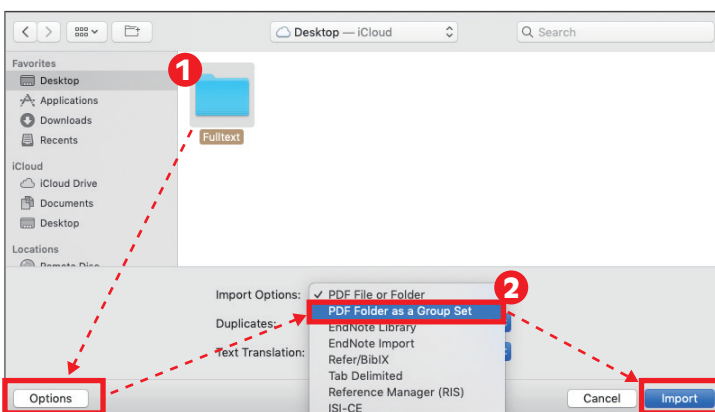 Desktop — iCloud
Search
Favorites
Desktop
Applications
Downloads
Recents
iCloud
iCloud Drive
Documents
Desktop
Locations
Remote Disc
1
Fulltext
Import Options: ✓ PDF File or Folder
2
PDF Folder as a Group Set
Duplicates:
EndNote Library
EndNote Import
Text Translation:
Refer/BibIX
Tab Delimited
Reference Manager (RIS)
ISI-CE
Options
Cancel
Import